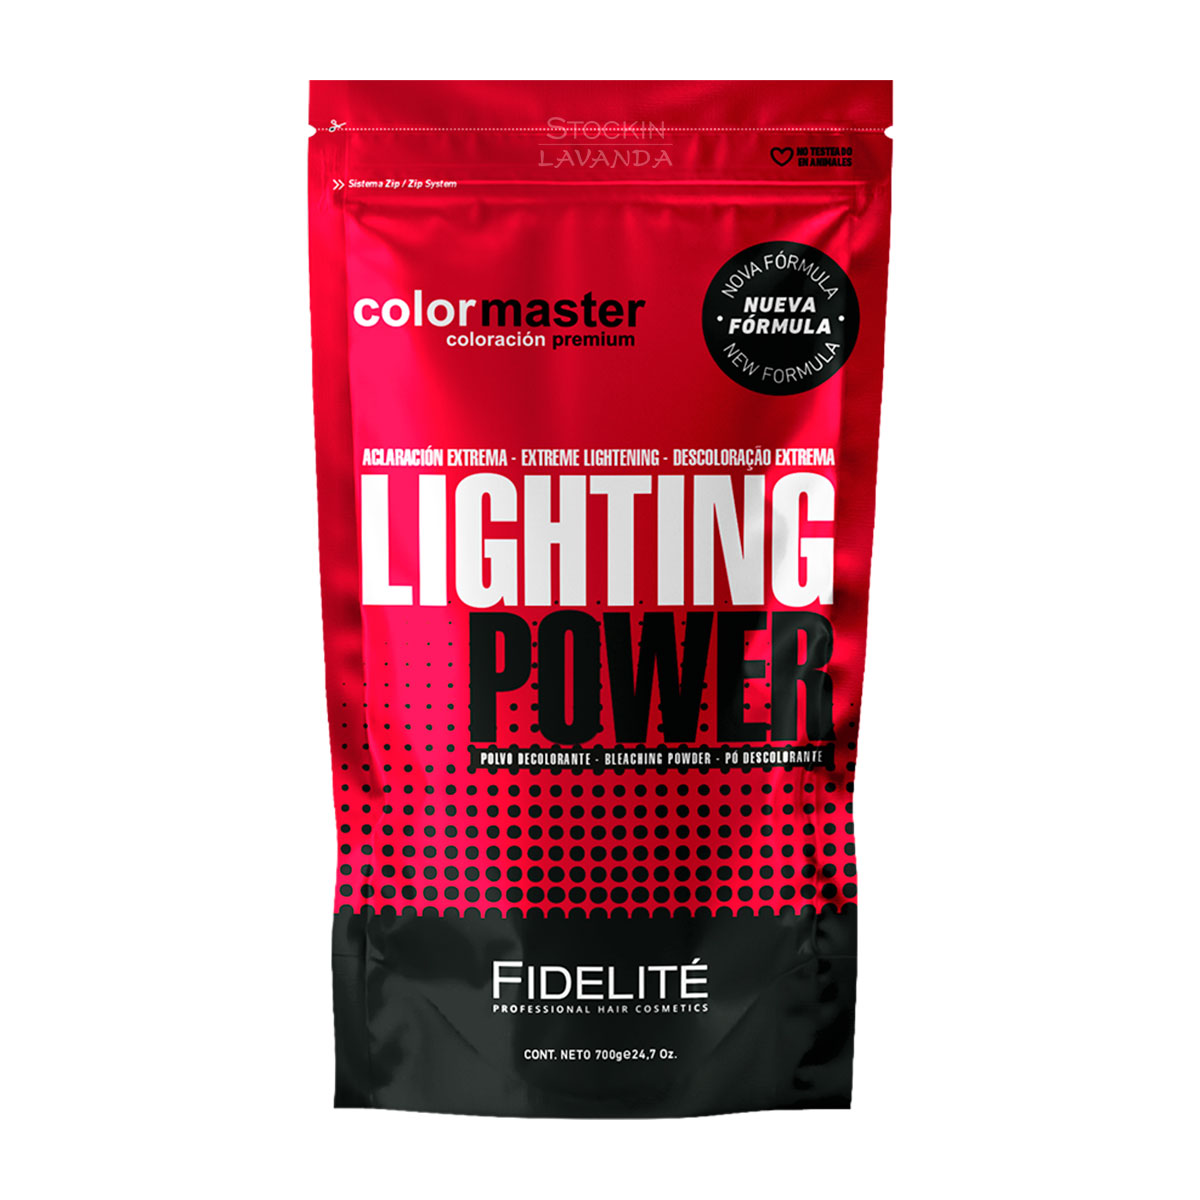 STOCKIN
LAVANDA
NO TESTEADO
EN ANIMALES
Sistema Zip / Zip System
NOVA FÓRMULA
NUEVA
FÓRMULA
NEW FORMULA
colormaster
coloración premium
ACLARACIÓN EXTREMA - EXTREME LIGHTENING - DESCOLORAÇÃO EXTREMA
LIGHTING
POWER
POLVO DECOLORANTE - BLEACHING POWDER - PÓ DESCOLORANTE
FIDELITÉ
PROFESSIONAL HAIR COSMETICS
CONT. NETO 700g℮24,7 Oz.